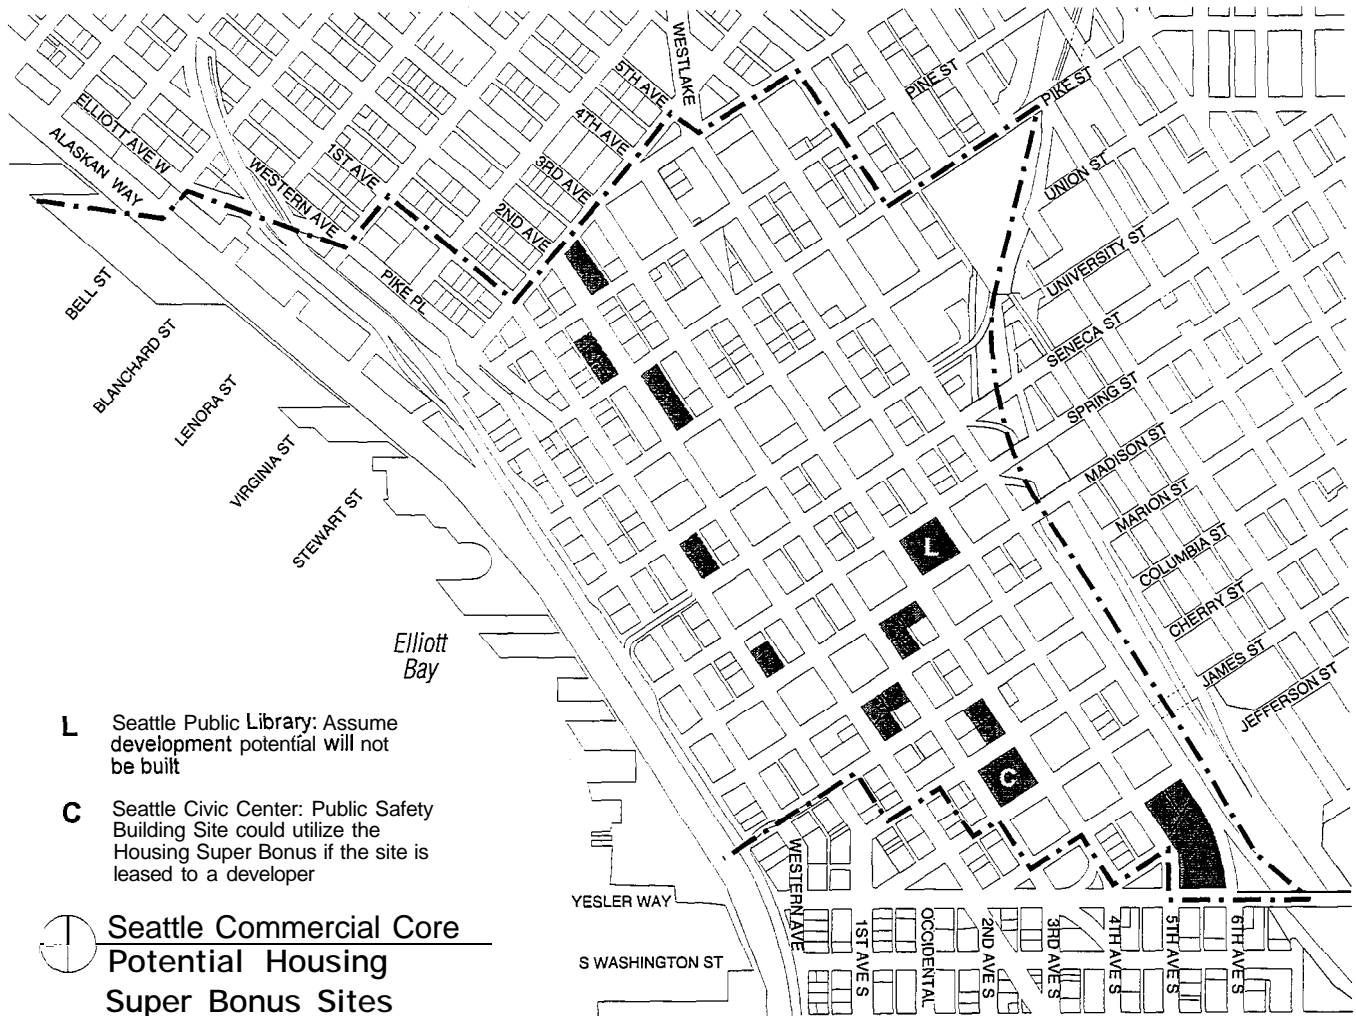 WESTLAKE
5TH AVE
4TH AVE
3RD AVE
2ND AVE
PINE ST
PIKE ST
ELLIOTT AVE W
ALASKAN WAY
WESTERN AVE
1ST AVE
PIKE PL
UNION ST
UNIVERSITY ST
SENECA ST
SPRING ST
MADISON ST
MARION ST
COLUMBIA ST
CHERRY ST
JAMES ST
JEFFERSON ST
BELL ST
BLANCHARD ST
LENORA ST
VIRGINIA ST
STEWART ST
L
Elliott
Bay
C
L Seattle Public Library: Assume
development potential will not
be built
C Seattle Civic Center: Public Safety
Building Site could utilize the
Housing Super Bonus if the site is
leased to a developer
YESLER WAY
S WASHINGTON ST
WESTERN AVE
1ST AVE S
OCCIDENTAL
2ND AVE S
3RD AVE S
4TH AVE S
5TH AVE S
6TH AVE S
Seattle Commercial Core
Potential Housing
Super Bonus Sites